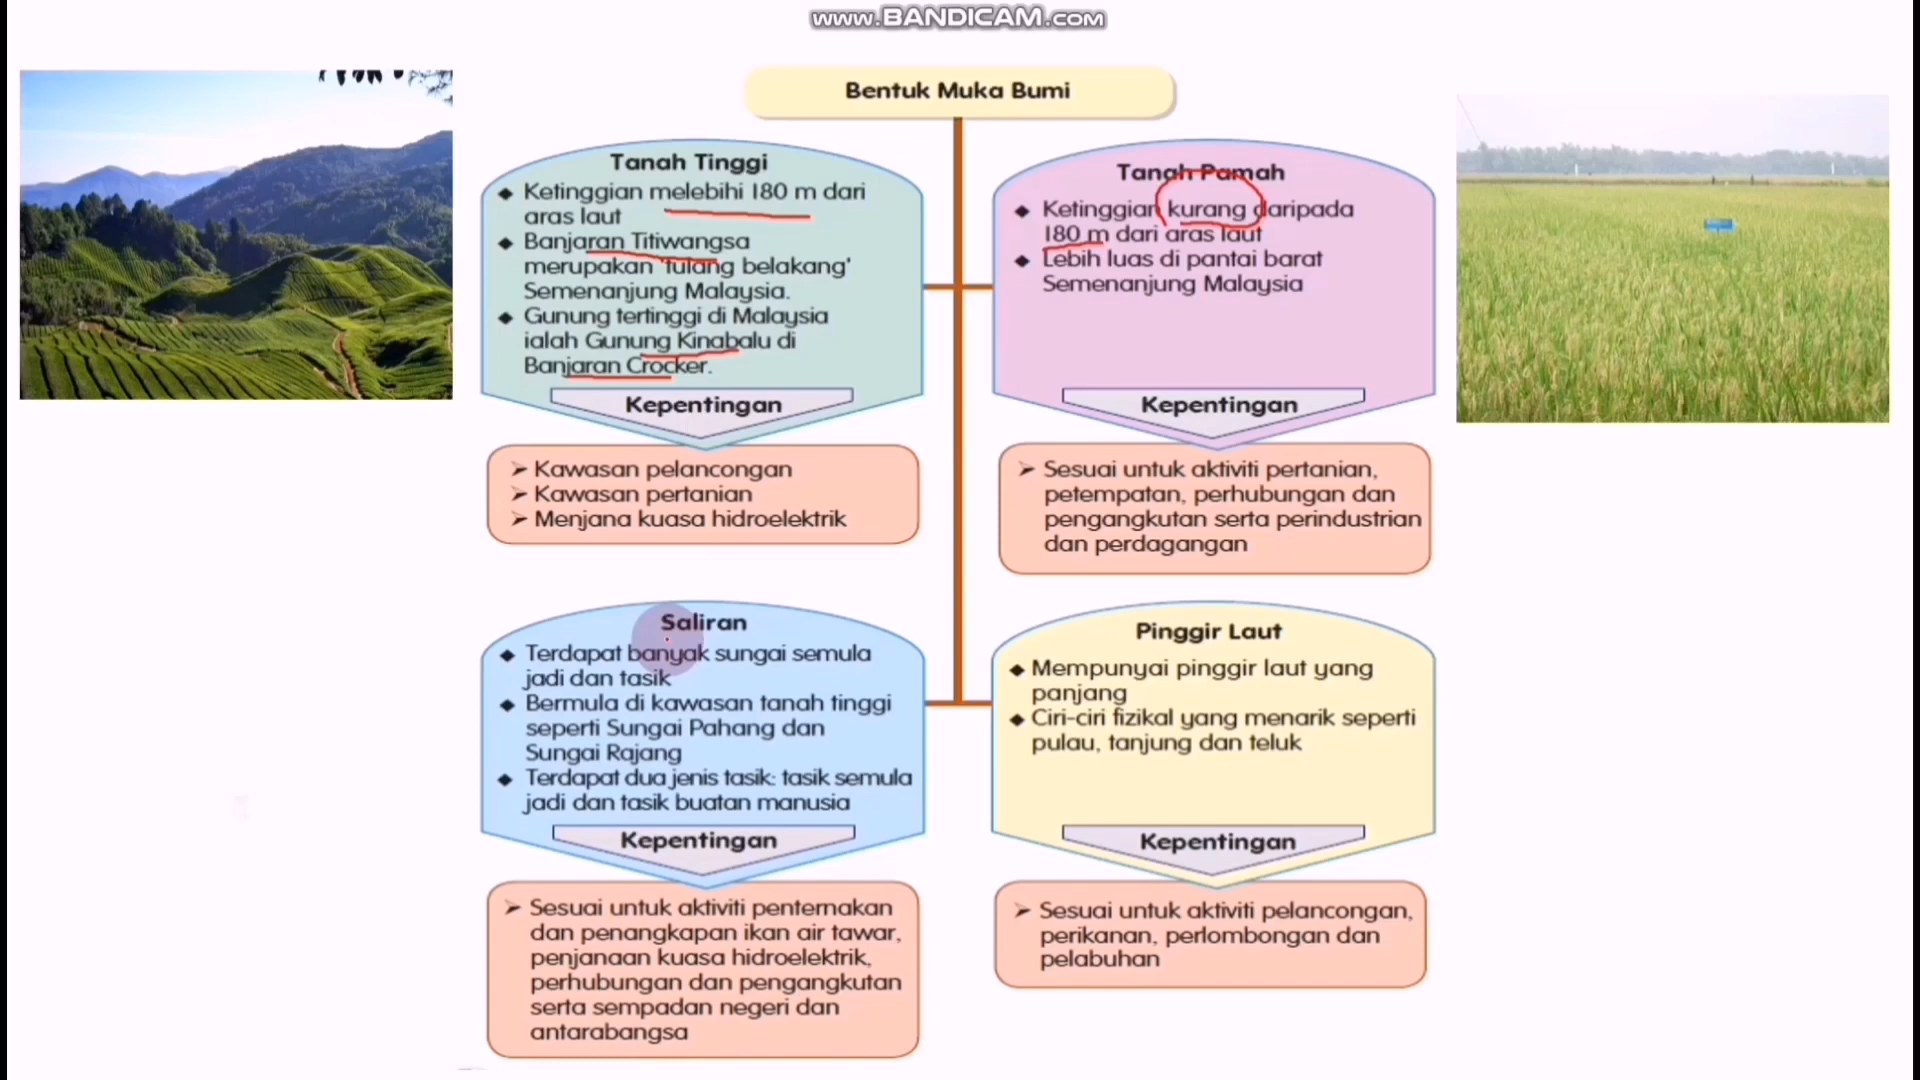 www.BANDICAM.com
Bentuk Muka Bumi
Tanah Tinggi
◆ Ketinggian melebihi 180 m dari
aras laut
◆ Banjaran Titiwangsa
merupakan 'tulang belakang'
Semenanjung Malaysia.
◆ Gunung tertinggi di Malaysia
ialah Gunung Kinabalu di
Banjaran Crocker.
Kepentingan
➢ Kawasan pelancongan
➢ Kawasan pertanian
➢ Menjana kuasa hidroelektrik
Tanah Pamah
◆ Ketinggian kurang daripada
180 m dari aras laut
◆ Lebih luas di pantai barat
Semenanjung Malaysia
Kepentingan
➢ Sesuai untuk aktiviti pertanian,
petempatan, perhubungan dan
pengangkutan serta perindustrian
dan perdagangan
Saliran
◆ Terdapat banyak sungai semula
jadi dan tasik
◆ Bermula di kawasan tanah tinggi
seperti Sungai Pahang dan
Sungai Rajang
◆ Terdapat dua jenis tasik: tasik semula
jadi dan tasik buatan manusia
Kepentingan
➢ Sesuai untuk aktiviti penternakan
dan penangkapan ikan air tawar,
penjanaan kuasa hidroelektrik,
perhubungan dan pengangkutan
serta sempadan negeri dan
antarabangsa
Pinggir Laut
◆ Mempunyai pinggir laut yang
panjang
◆ Ciri-ciri fizikal yang menarik seperti
pulau, tanjung dan teluk
Kepentingan
➢ Sesuai untuk aktiviti pelancongan,
perikanan, perlombongan dan
pelabuhan